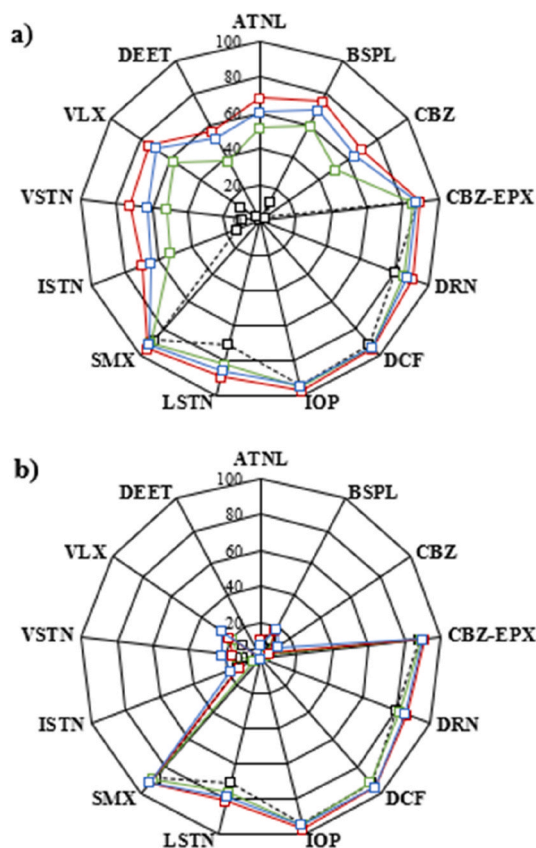 a)
ATNL
BSPL
CBZ
CBZ-EPX
DRN
DCF
IOP
LSTN
SMX
ISTN
VSTN
VLX
DEET
100
80
60
40
20
b)
ATNL
BSPL
CBZ
CBZ-EPX
DRN
DCF
IOP
LSTN
SMX
ISTN
VSTN
VLX
DEET
100
80
60
40
20